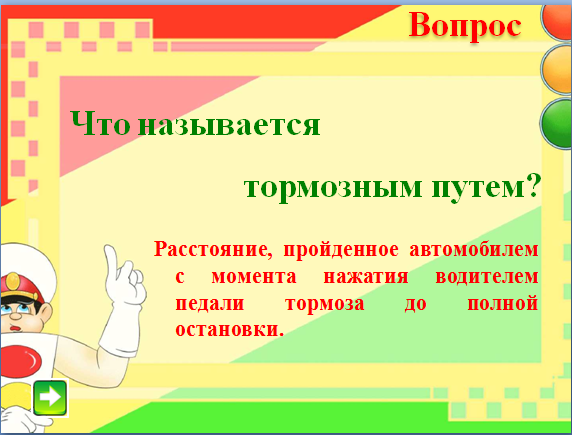 Вопрос
Что называется
тормозным путем?
Расстояние, пройденное автомобилем
с момента нажатия водителем
педали тормоза до полной
остановки.